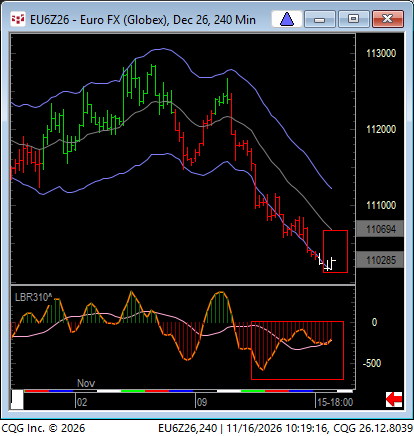 EU6Z26 - Euro FX (Globex), Dec 26, 240 Min
113000
112000
111000
110694
110285
LBR310^
0
-500
Nov
02
09
15-18:00
CQG Inc. © 2026
EU6Z26,240 | 11/16/2026 10:19:16, CQG 26.12.8039